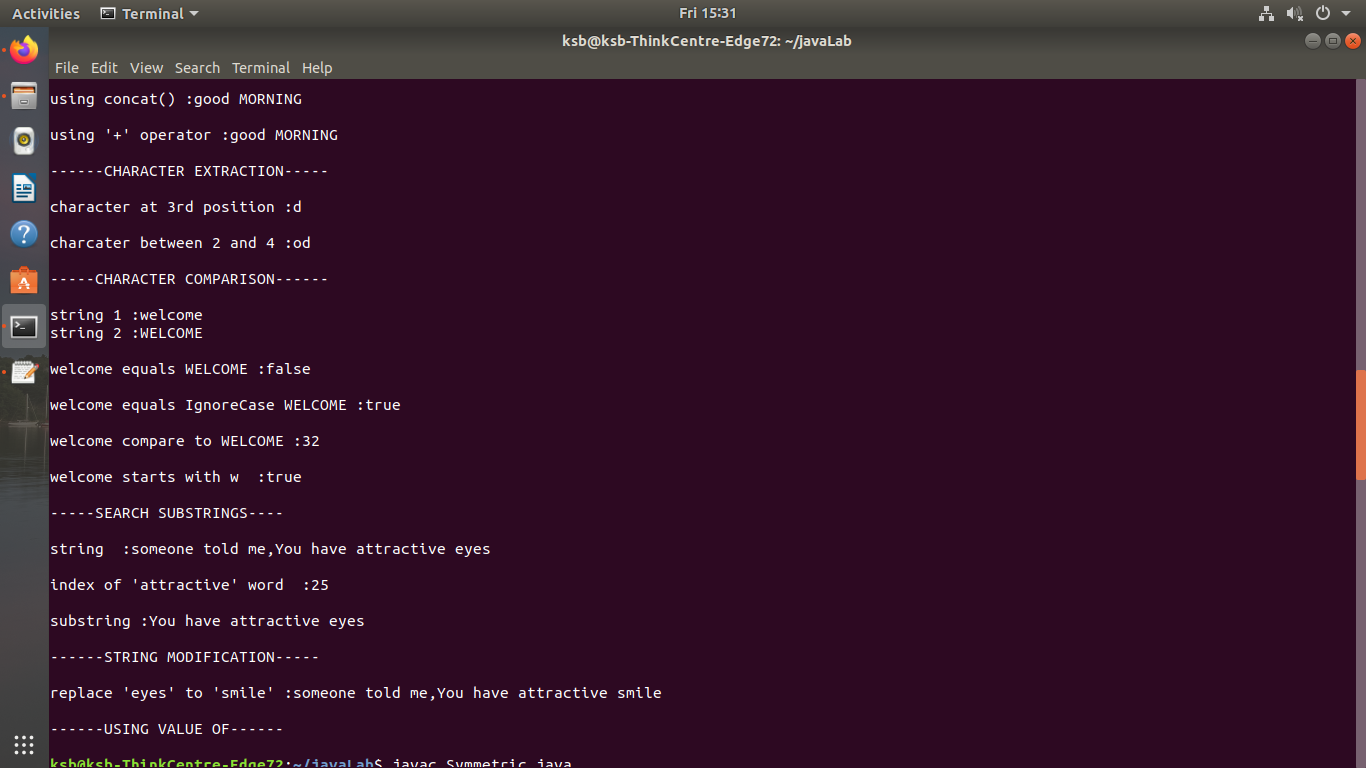 Activities
Terminal
Fri 15:31
ksb@ksb-ThinkCentre-Edge72: ~/javaLab
File Edit View Search Terminal Help
using concat() :good MORNING
using '+' operator :good MORNING
------CHARACTER EXTRACTION-----
character at 3rd position :d
charcater between 2 and 4 :od
-----CHARACTER COMPARISON------
string 1 :welcome
string 2 :WELCOME
welcome equals WELCOME :false
welcome equals IgnoreCase WELCOME :true
welcome compare to WELCOME :32
welcome starts with w  :true
-----SEARCH SUBSTRINGS----
string  :someone told me,You have attractive eyes
index of 'attractive' word  :25
substring :You have attractive eyes
------STRING MODIFICATION-----
replace 'eyes' to 'smile' :someone told me,You have attractive smile
------USING VALUE OF------
ksb@ksb-ThinkCentre-Edge72:~/javaLab$ javac Symmetric.java